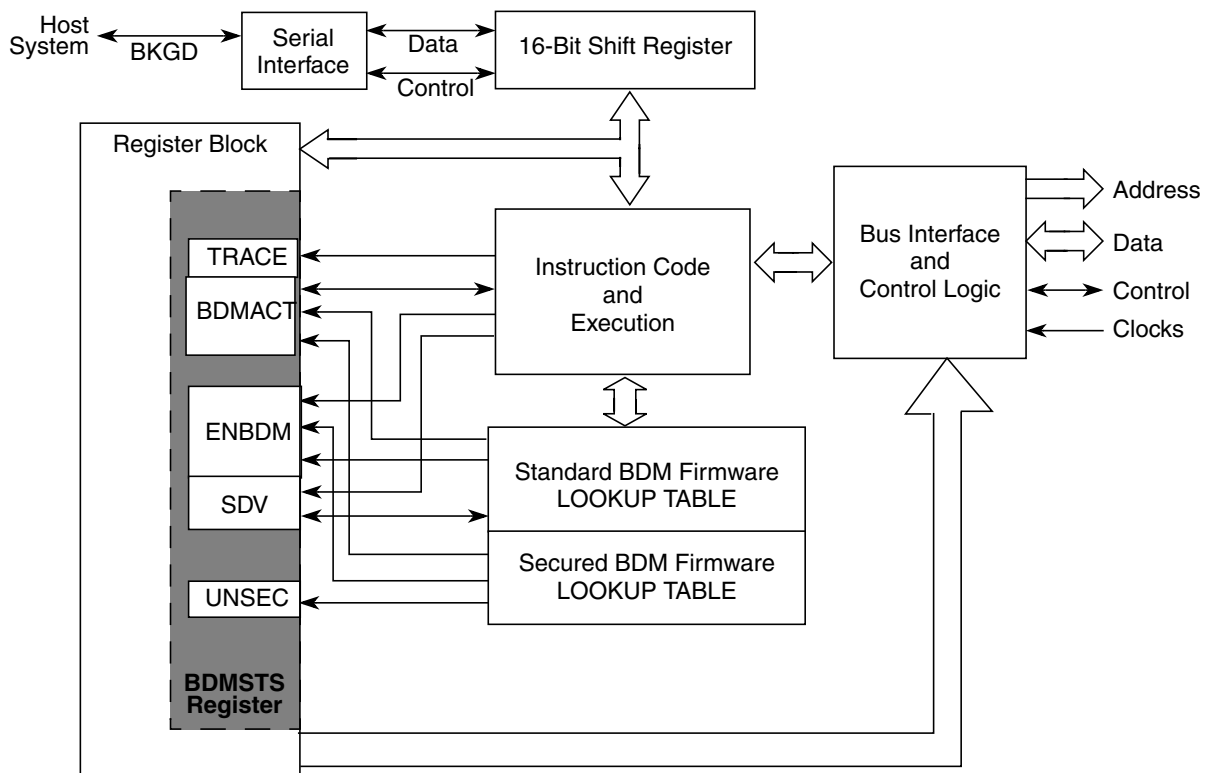 Host
System
BKGD
Serial
Interface
Data
Control
16-Bit Shift Register
Register Block
TRACE
BDMACT
ENBDM
SDV
UNSEC
BDMSTS
Register
Instruction Code
and
Execution
Standard BDM Firmware
LOOKUP TABLE
Secured BDM Firmware
LOOKUP TABLE
Bus Interface
and
Control Logic
Address
Data
Control
Clocks